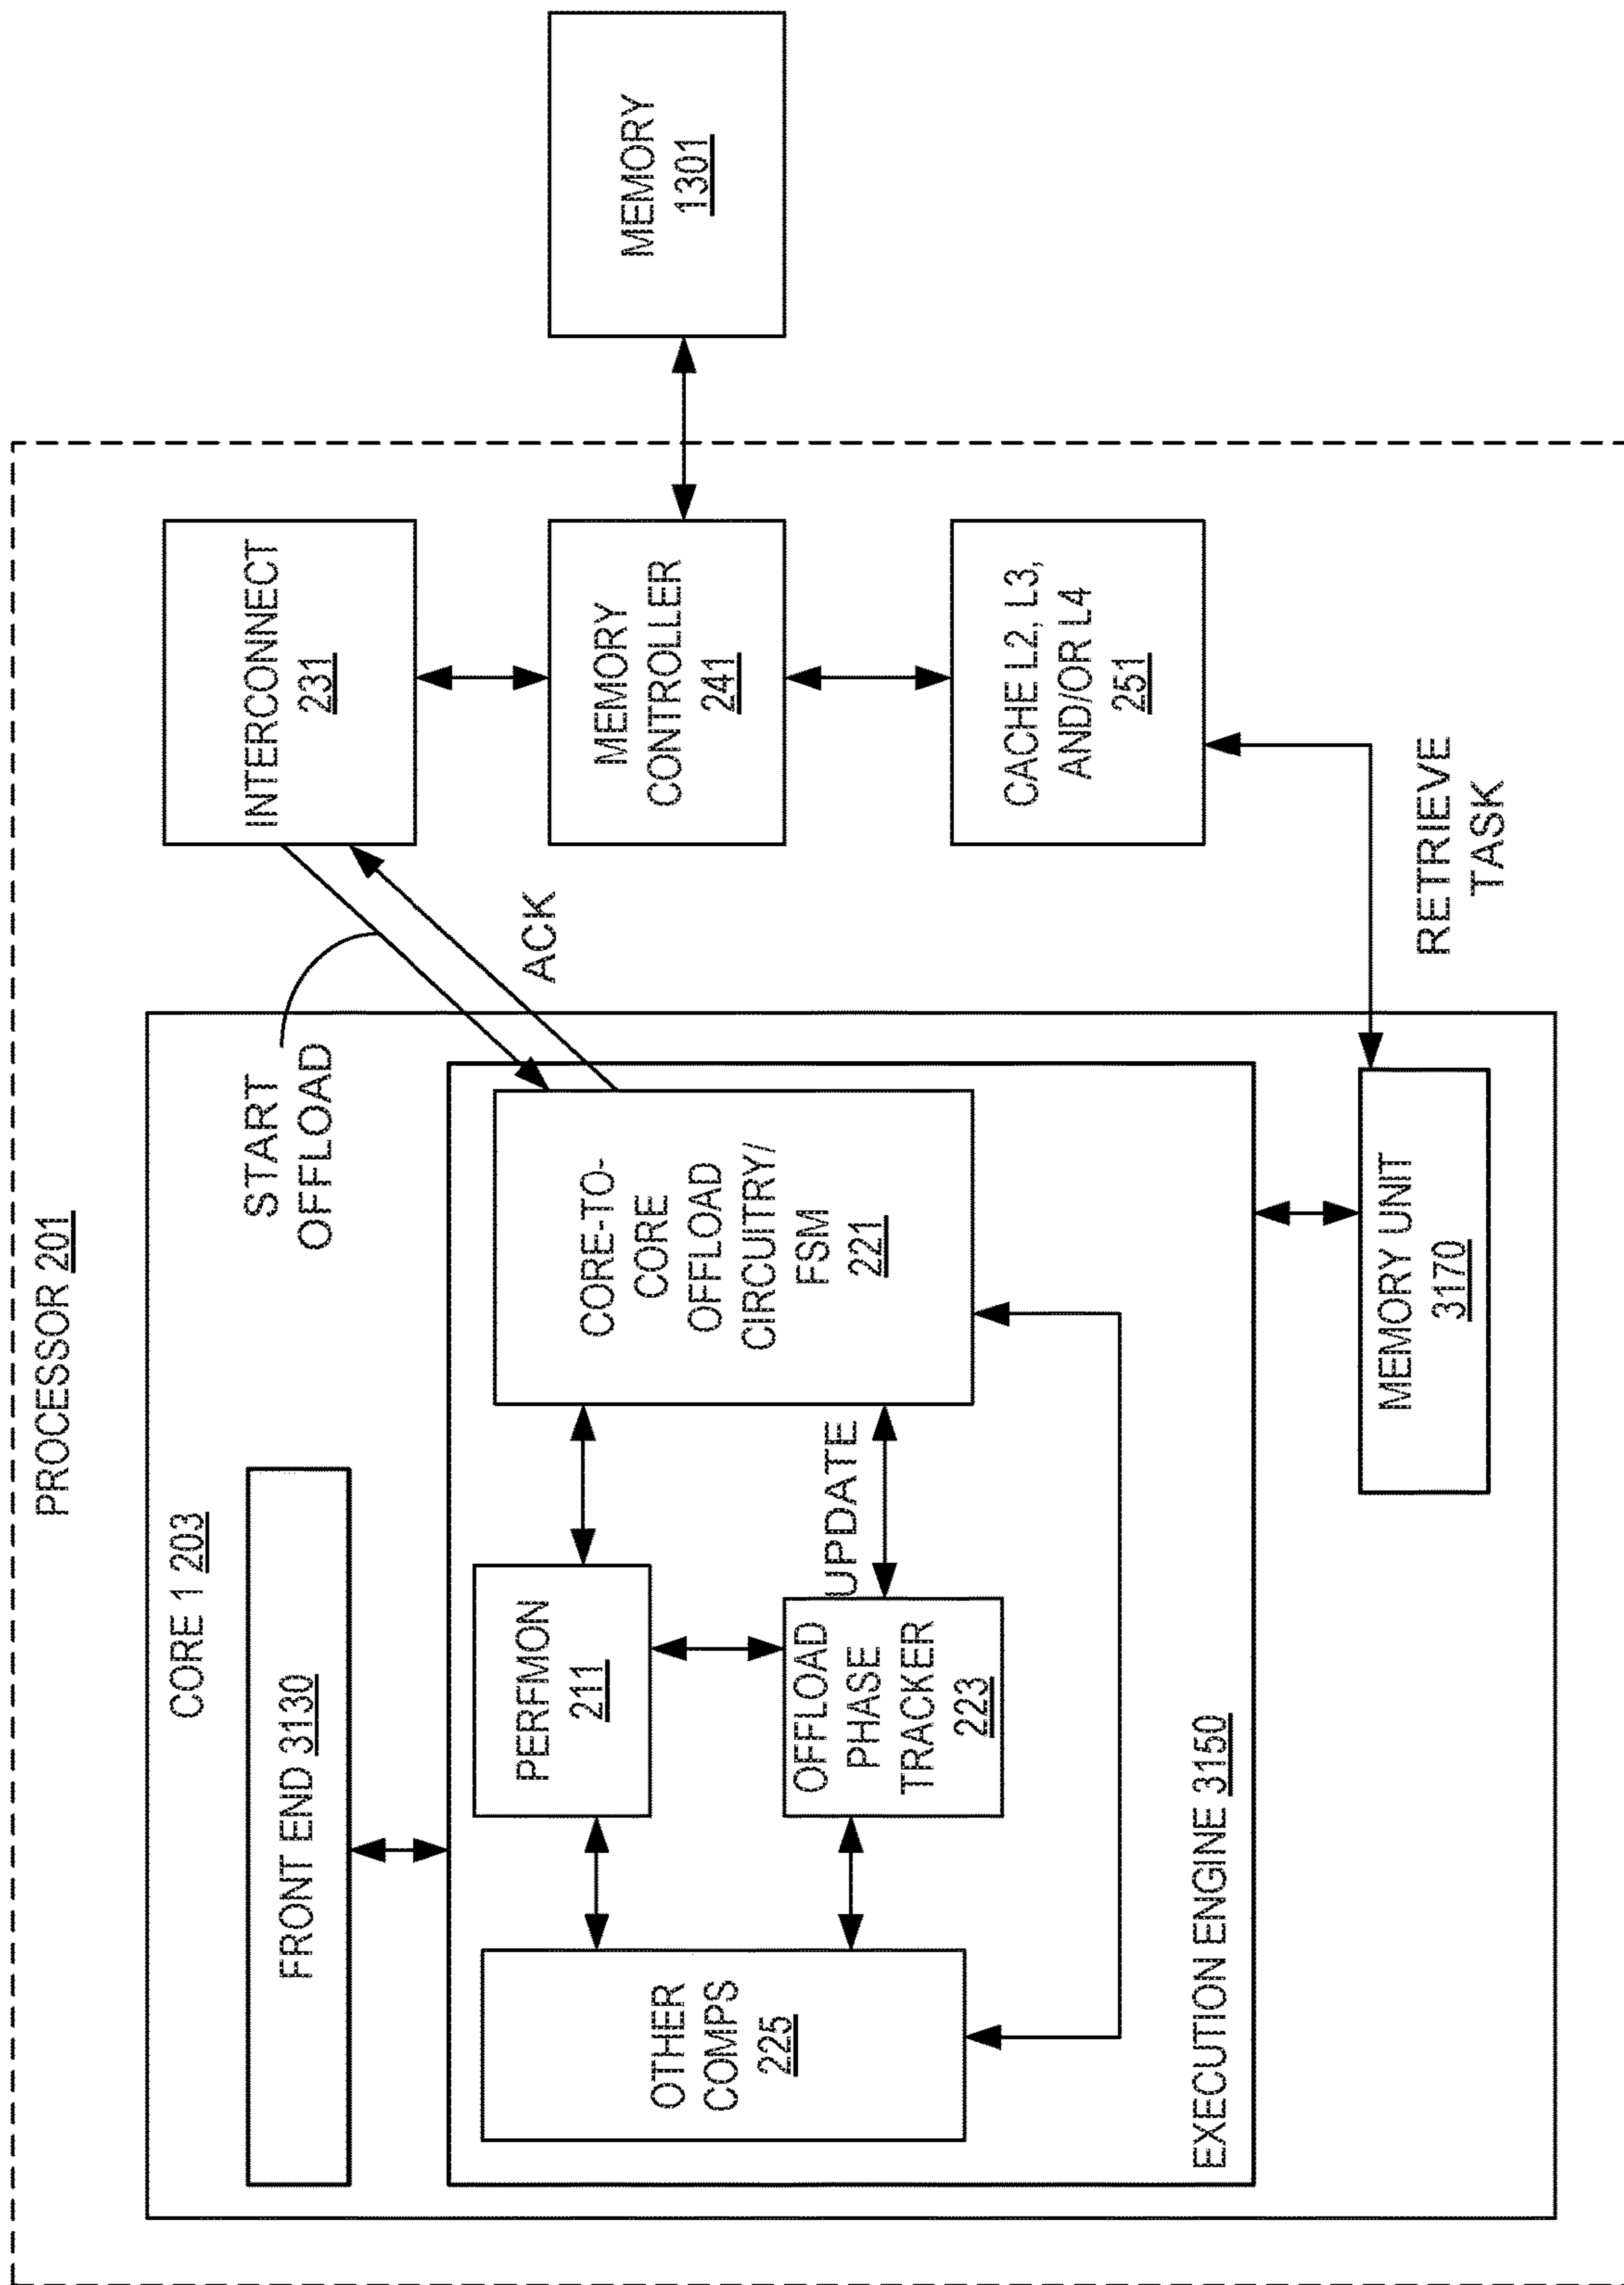 PROCESSOR 201
CORE 1 203
FRONT END 3130
START
OFFLOAD
ACK
INTERCONNECT
231
OTHER
COMPS
225
PERFMON
211
OFFLOAD
PHASE
TRACKER
223
UPDATE
CORE-TO-
CORE
OFFLOAD
CIRCUITRY/
FSM
221
EXECUTION ENGINE 3150
MEMORY UNIT
3170
MEMORY
CONTROLLER
241
MEMORY
1301
CACHE L2, L3,
AND/OR L4
251
RETRIEVE
TASK